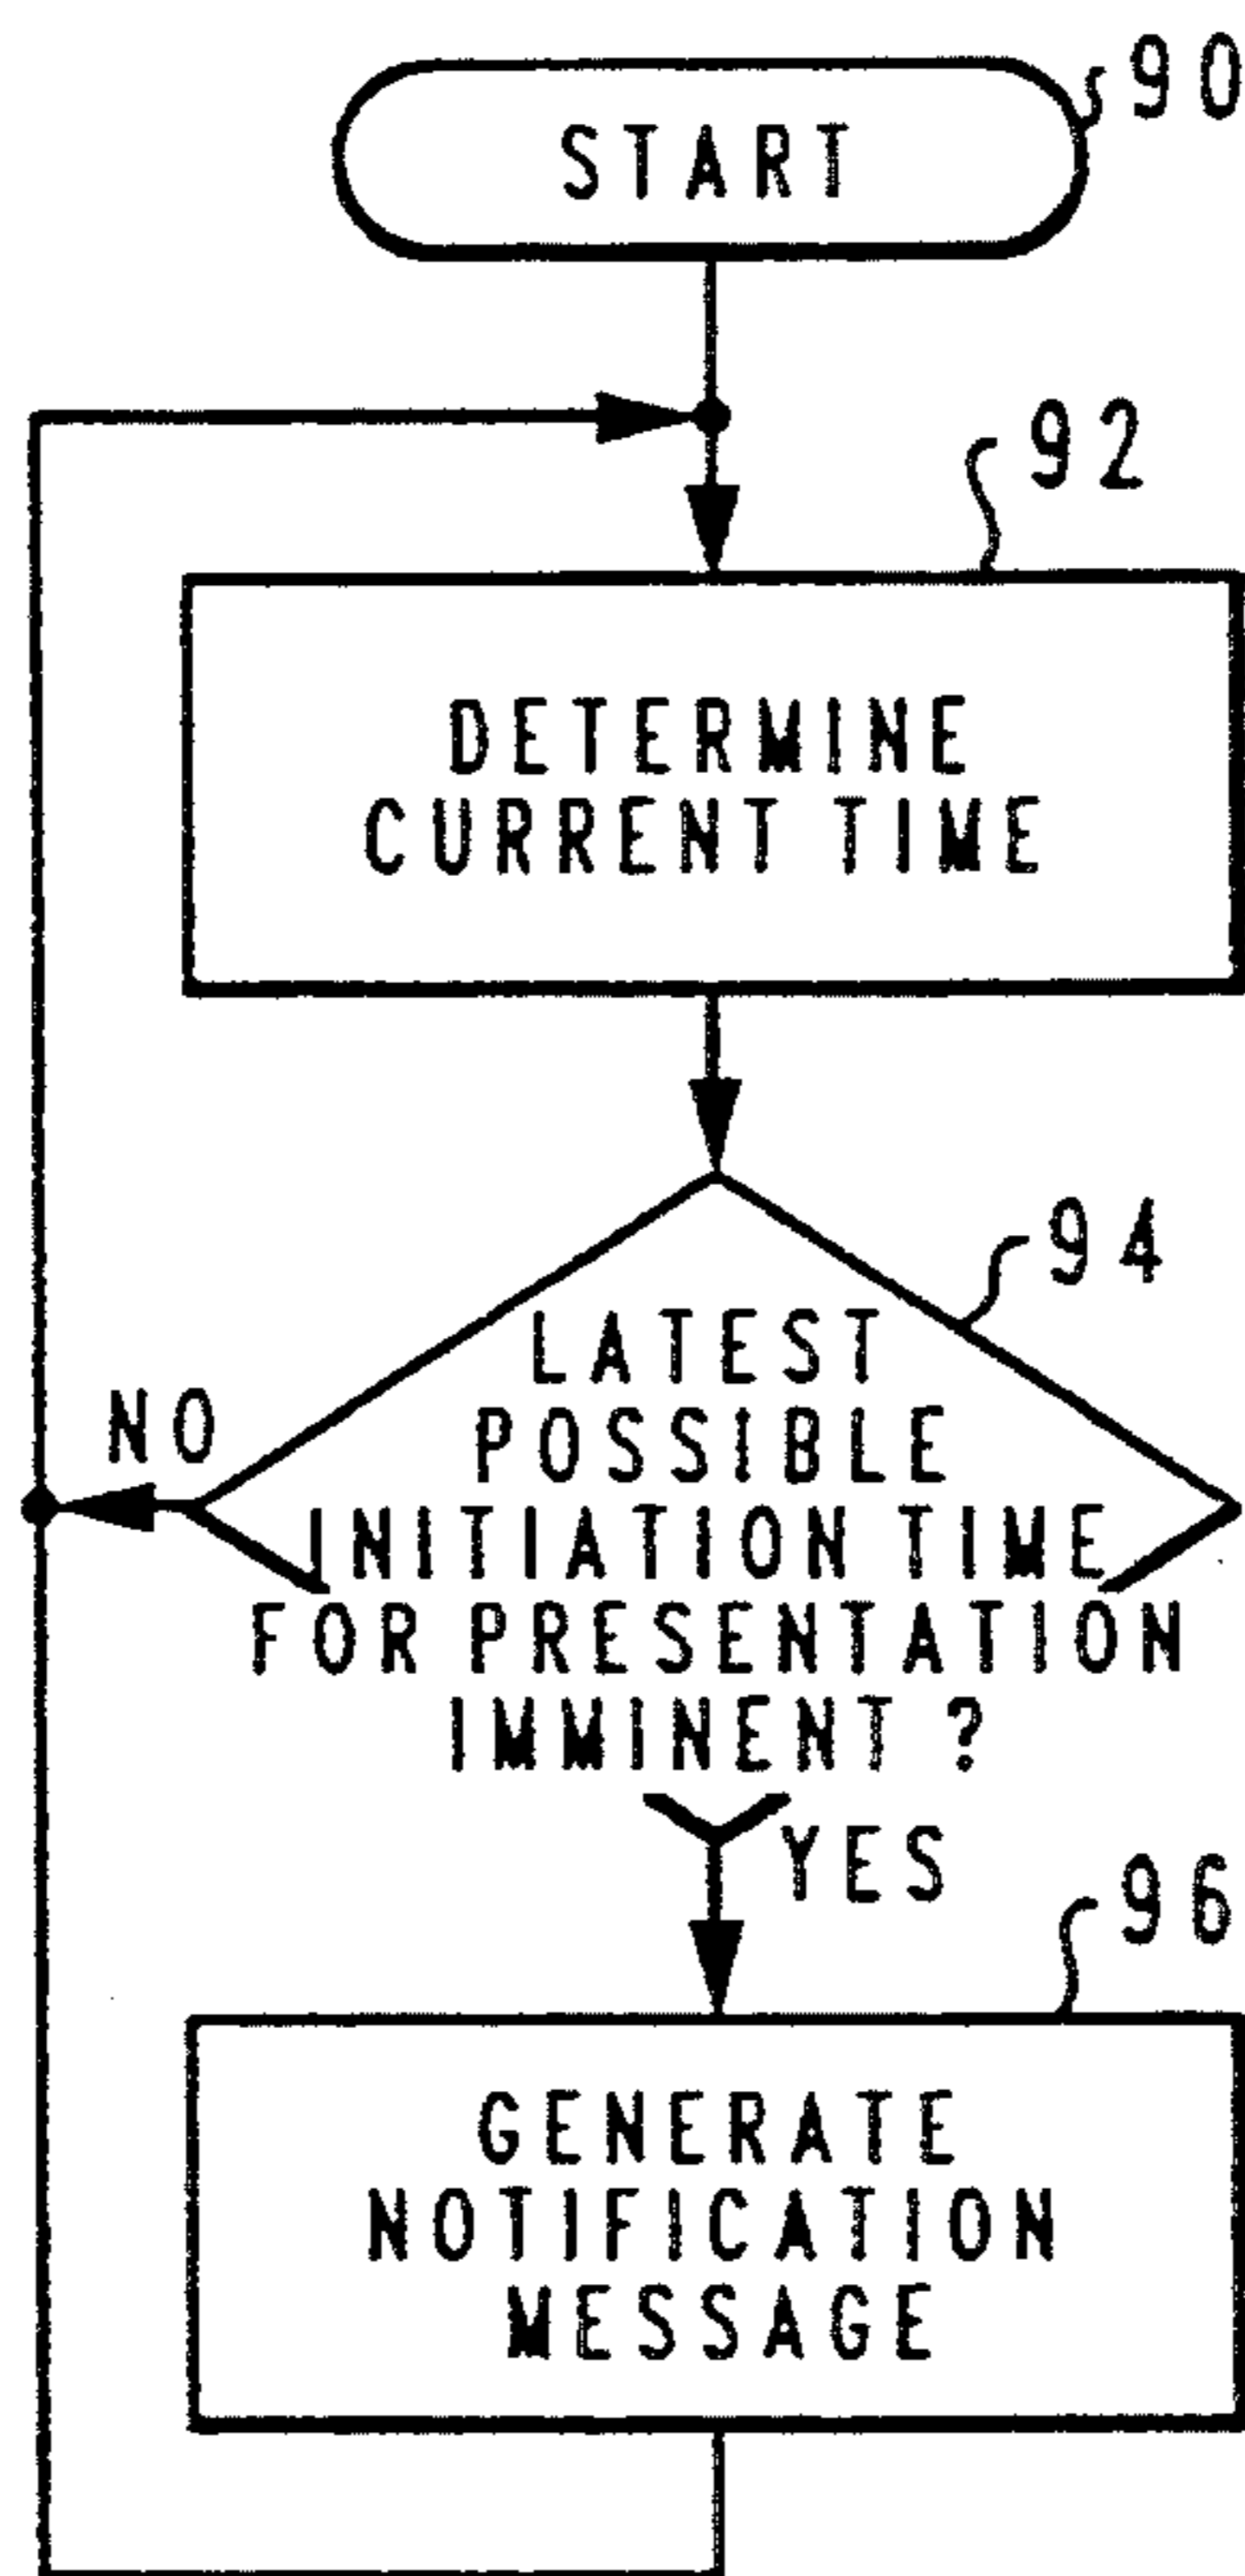 90
START
92
DETERMINE
CURRENT TIME
94
LATEST
POSSIBLE
INITIATION TIME
FOR PRESENTATION
IMMINENT ?
NO
YES
96
GENERATE
NOTIFICATION
MESSAGE